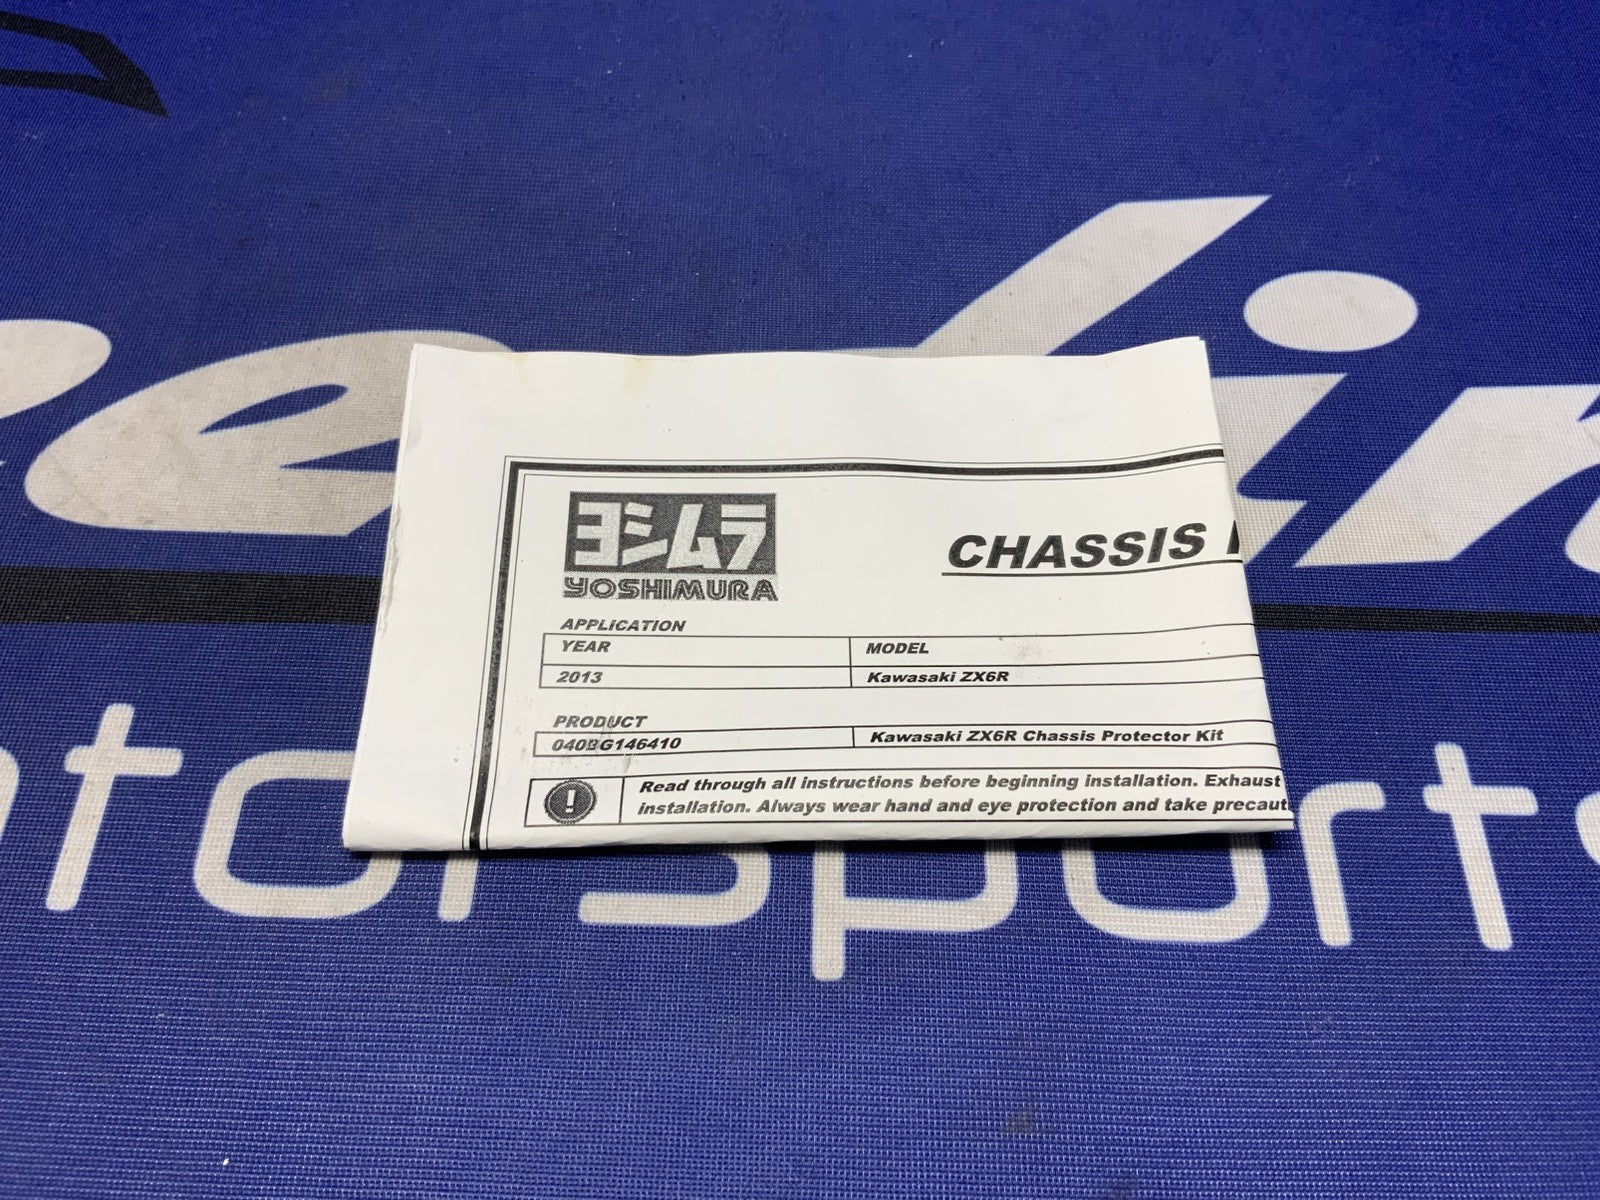 ヨシムラ
YOSHIMURA
CHASSIS
APPLICATION
YEAR MODEL
2013 Kawasaki ZX6R
PRODUCT
040BG146410 Kawasaki ZX6R Chassis Protector Kit
Read through all instructions before beginning installation. Exhaust
installation. Always wear hand and eye protection and take precaut